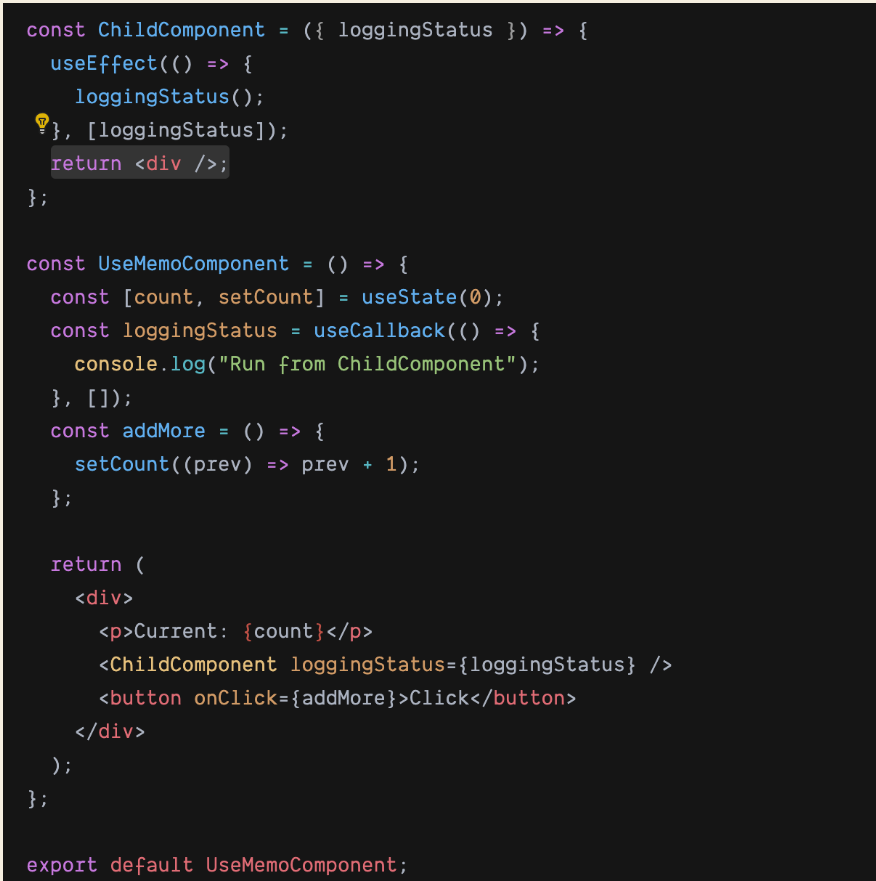 const ChildComponent = ({ loggingStatus }) => {
  useEffect(() => {
    loggingStatus();
  }, [loggingStatus]);
  return <div />;
};

const UseMemoComponent = () => {
  const [count, setCount] = useState(0);
  const loggingStatus = useCallback(() => {
    console.log("Run from ChildComponent");
  }, []);
  const addMore = () => {
    setCount((prev) => prev + 1);
  };

  return (
    <div>
      <p>Current: {count}</p>
      <ChildComponent loggingStatus={loggingStatus} />
      <button onClick={addMore}>Click</button>
    </div>
  );
};

export default UseMemoComponent;